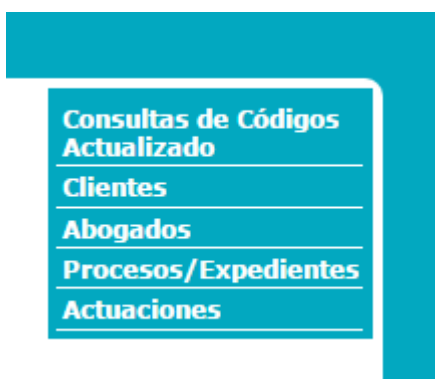 Consultas de Códigos
Actualizado
Clientes
Abogados
Procesos/Expedientes
Actuaciones